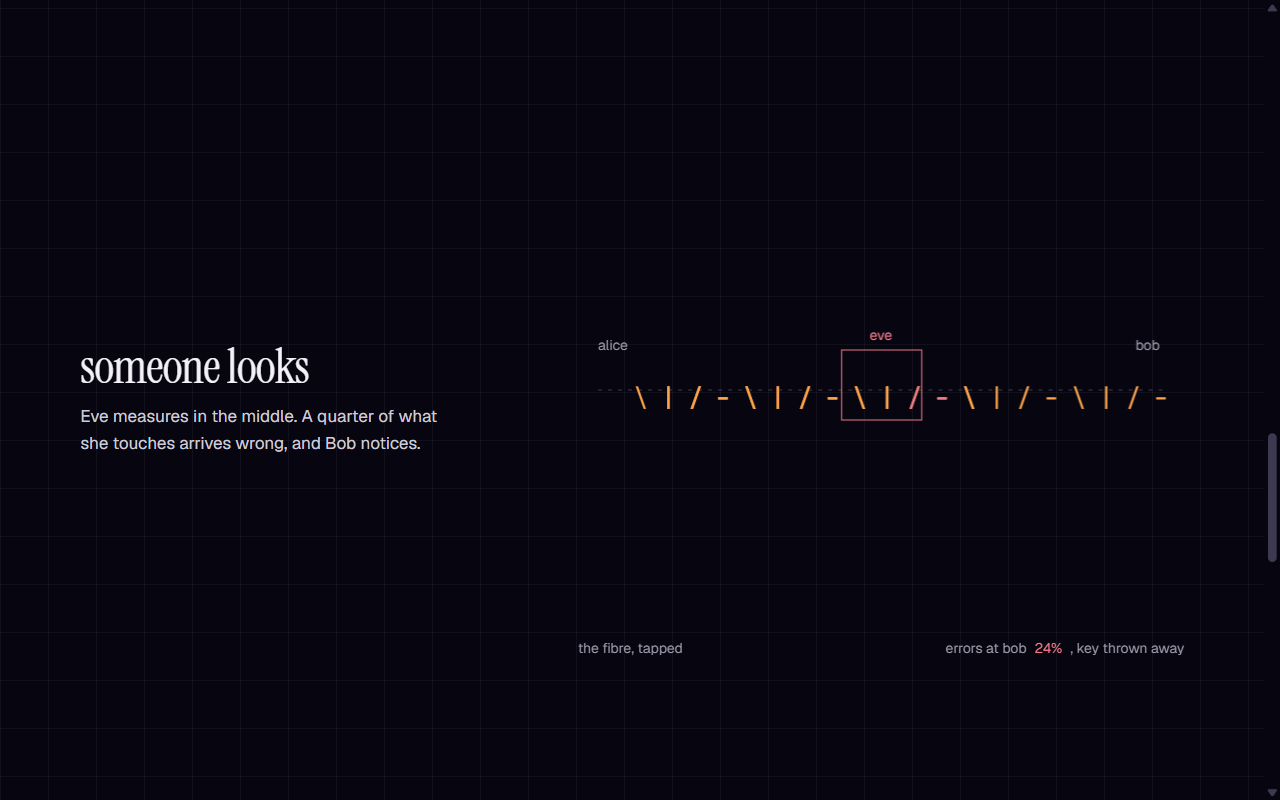 someone looks
Eve measures in the middle. A quarter of what
she touches arrives wrong, and Bob notices.
alice
eve
bob
\ | / - \ | / - \ | / - \ | / - \ | / -
the fibre, tapped
errors at bob 24% , key thrown away